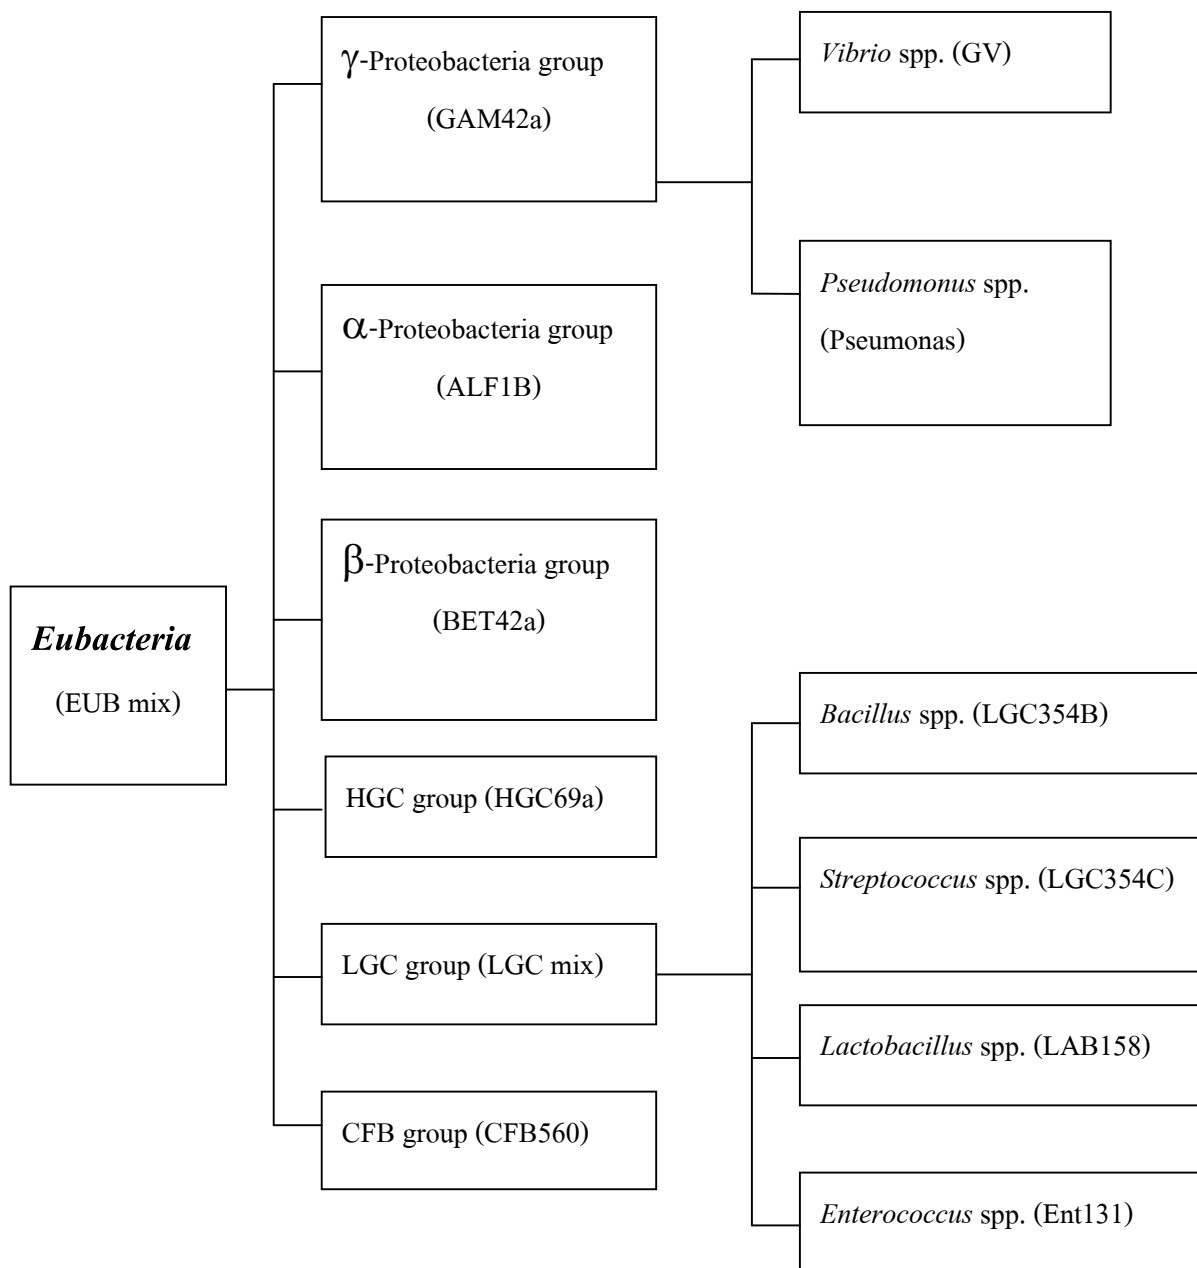 γ-Proteobacteria group
(GAM42a)
Vibrio spp. (GV)
Pseudomonus spp.
(Pseumonas)
α-Proteobacteria group
(ALF1B)
β-Proteobacteria group
(BET42a)
Eubacteria
(EUB mix)
HGC group (HGC69a)
LGC group (LGC mix)
CFB group (CFB560)
Bacillus spp. (LGC354B)
Streptococcus spp. (LGC354C)
Lactobacillus spp. (LAB158)
Enterococcus spp. (Ent131)